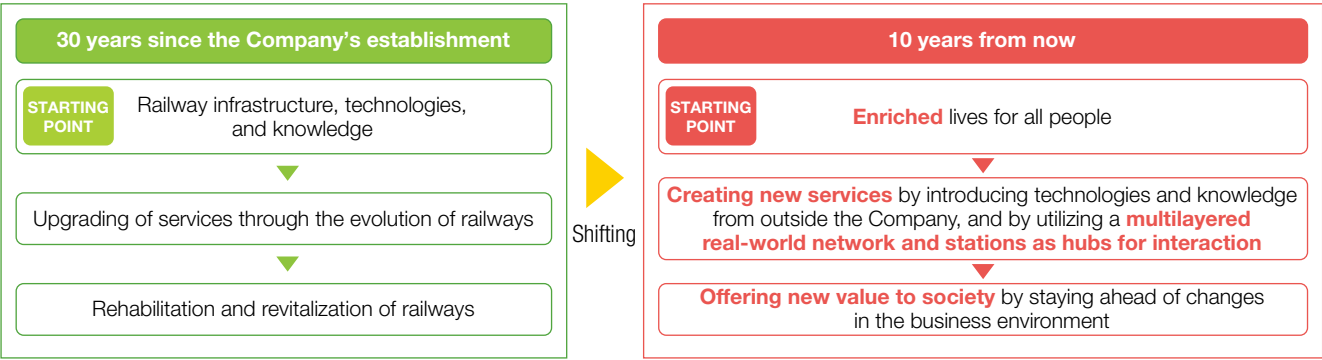 30 years since the Company’s establishment
STARTING
POINT
Railway infrastructure, technologies,
and knowledge
Upgrading of services through the evolution of railways
Rehabilitation and revitalization of railways
Shifting
10 years from now
STARTING
POINT
Enriched lives for all people
Creating new services by introducing technologies and knowledge
from outside the Company, and by utilizing a multilayered
real-world network and stations as hubs for interaction
Offering new value to society by staying ahead of changes
in the business environment